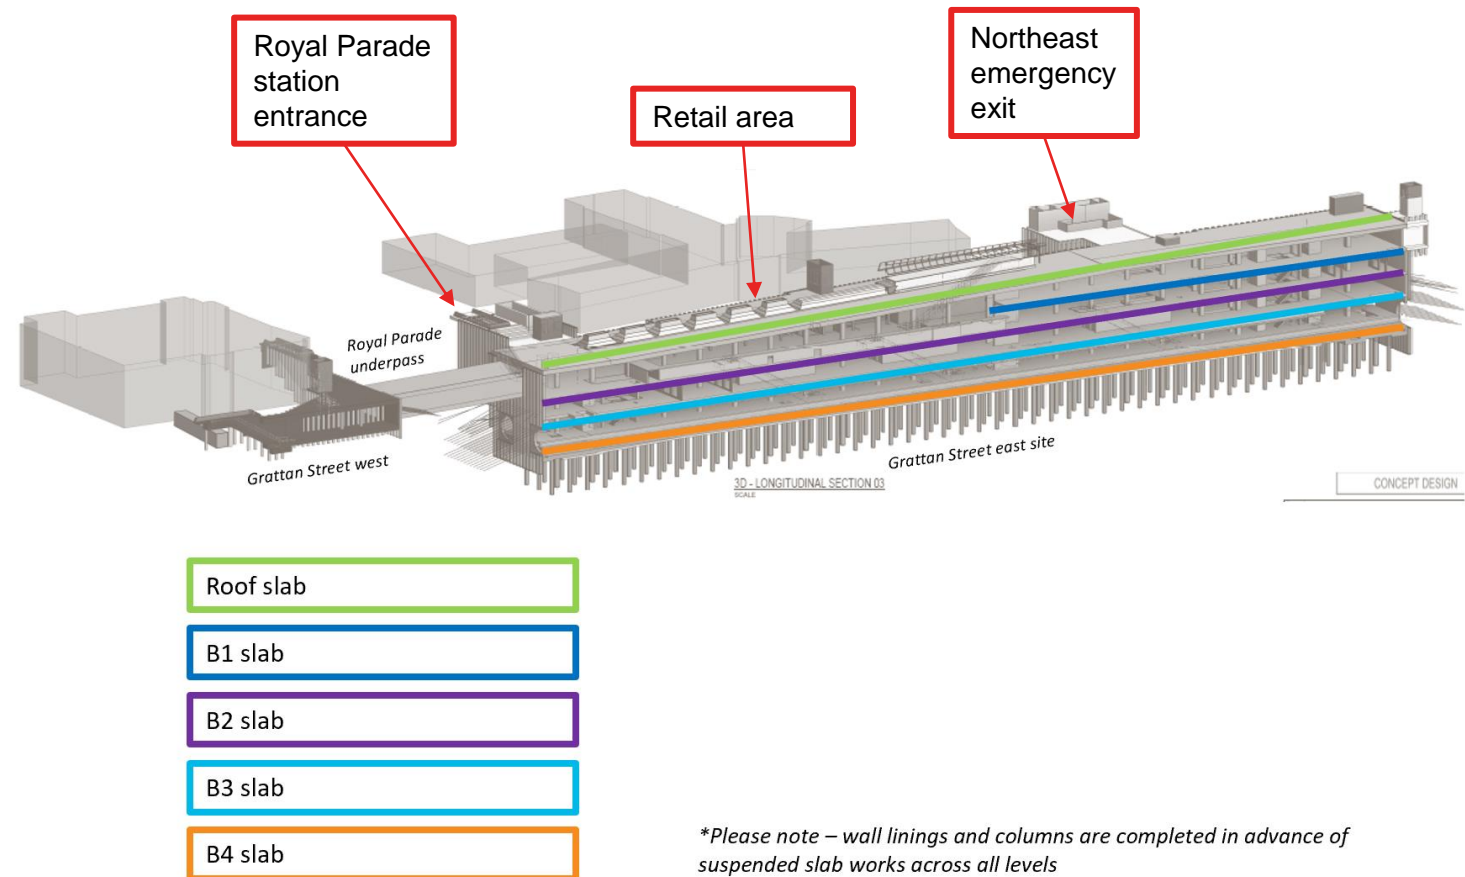 Royal Parade
station
entrance
Retail area
Northeast
emergency
exit
Royal Parade
underpass
Grattan Street west
Grattan Street east site
3D - LONGITUDINAL SECTION 03
SCALE
CONCEPT DESIGN
Roof slab
B1 slab
B2 slab
B3 slab
B4 slab
*Please note – wall linings and columns are completed in advance of
suspended slab works across all levels